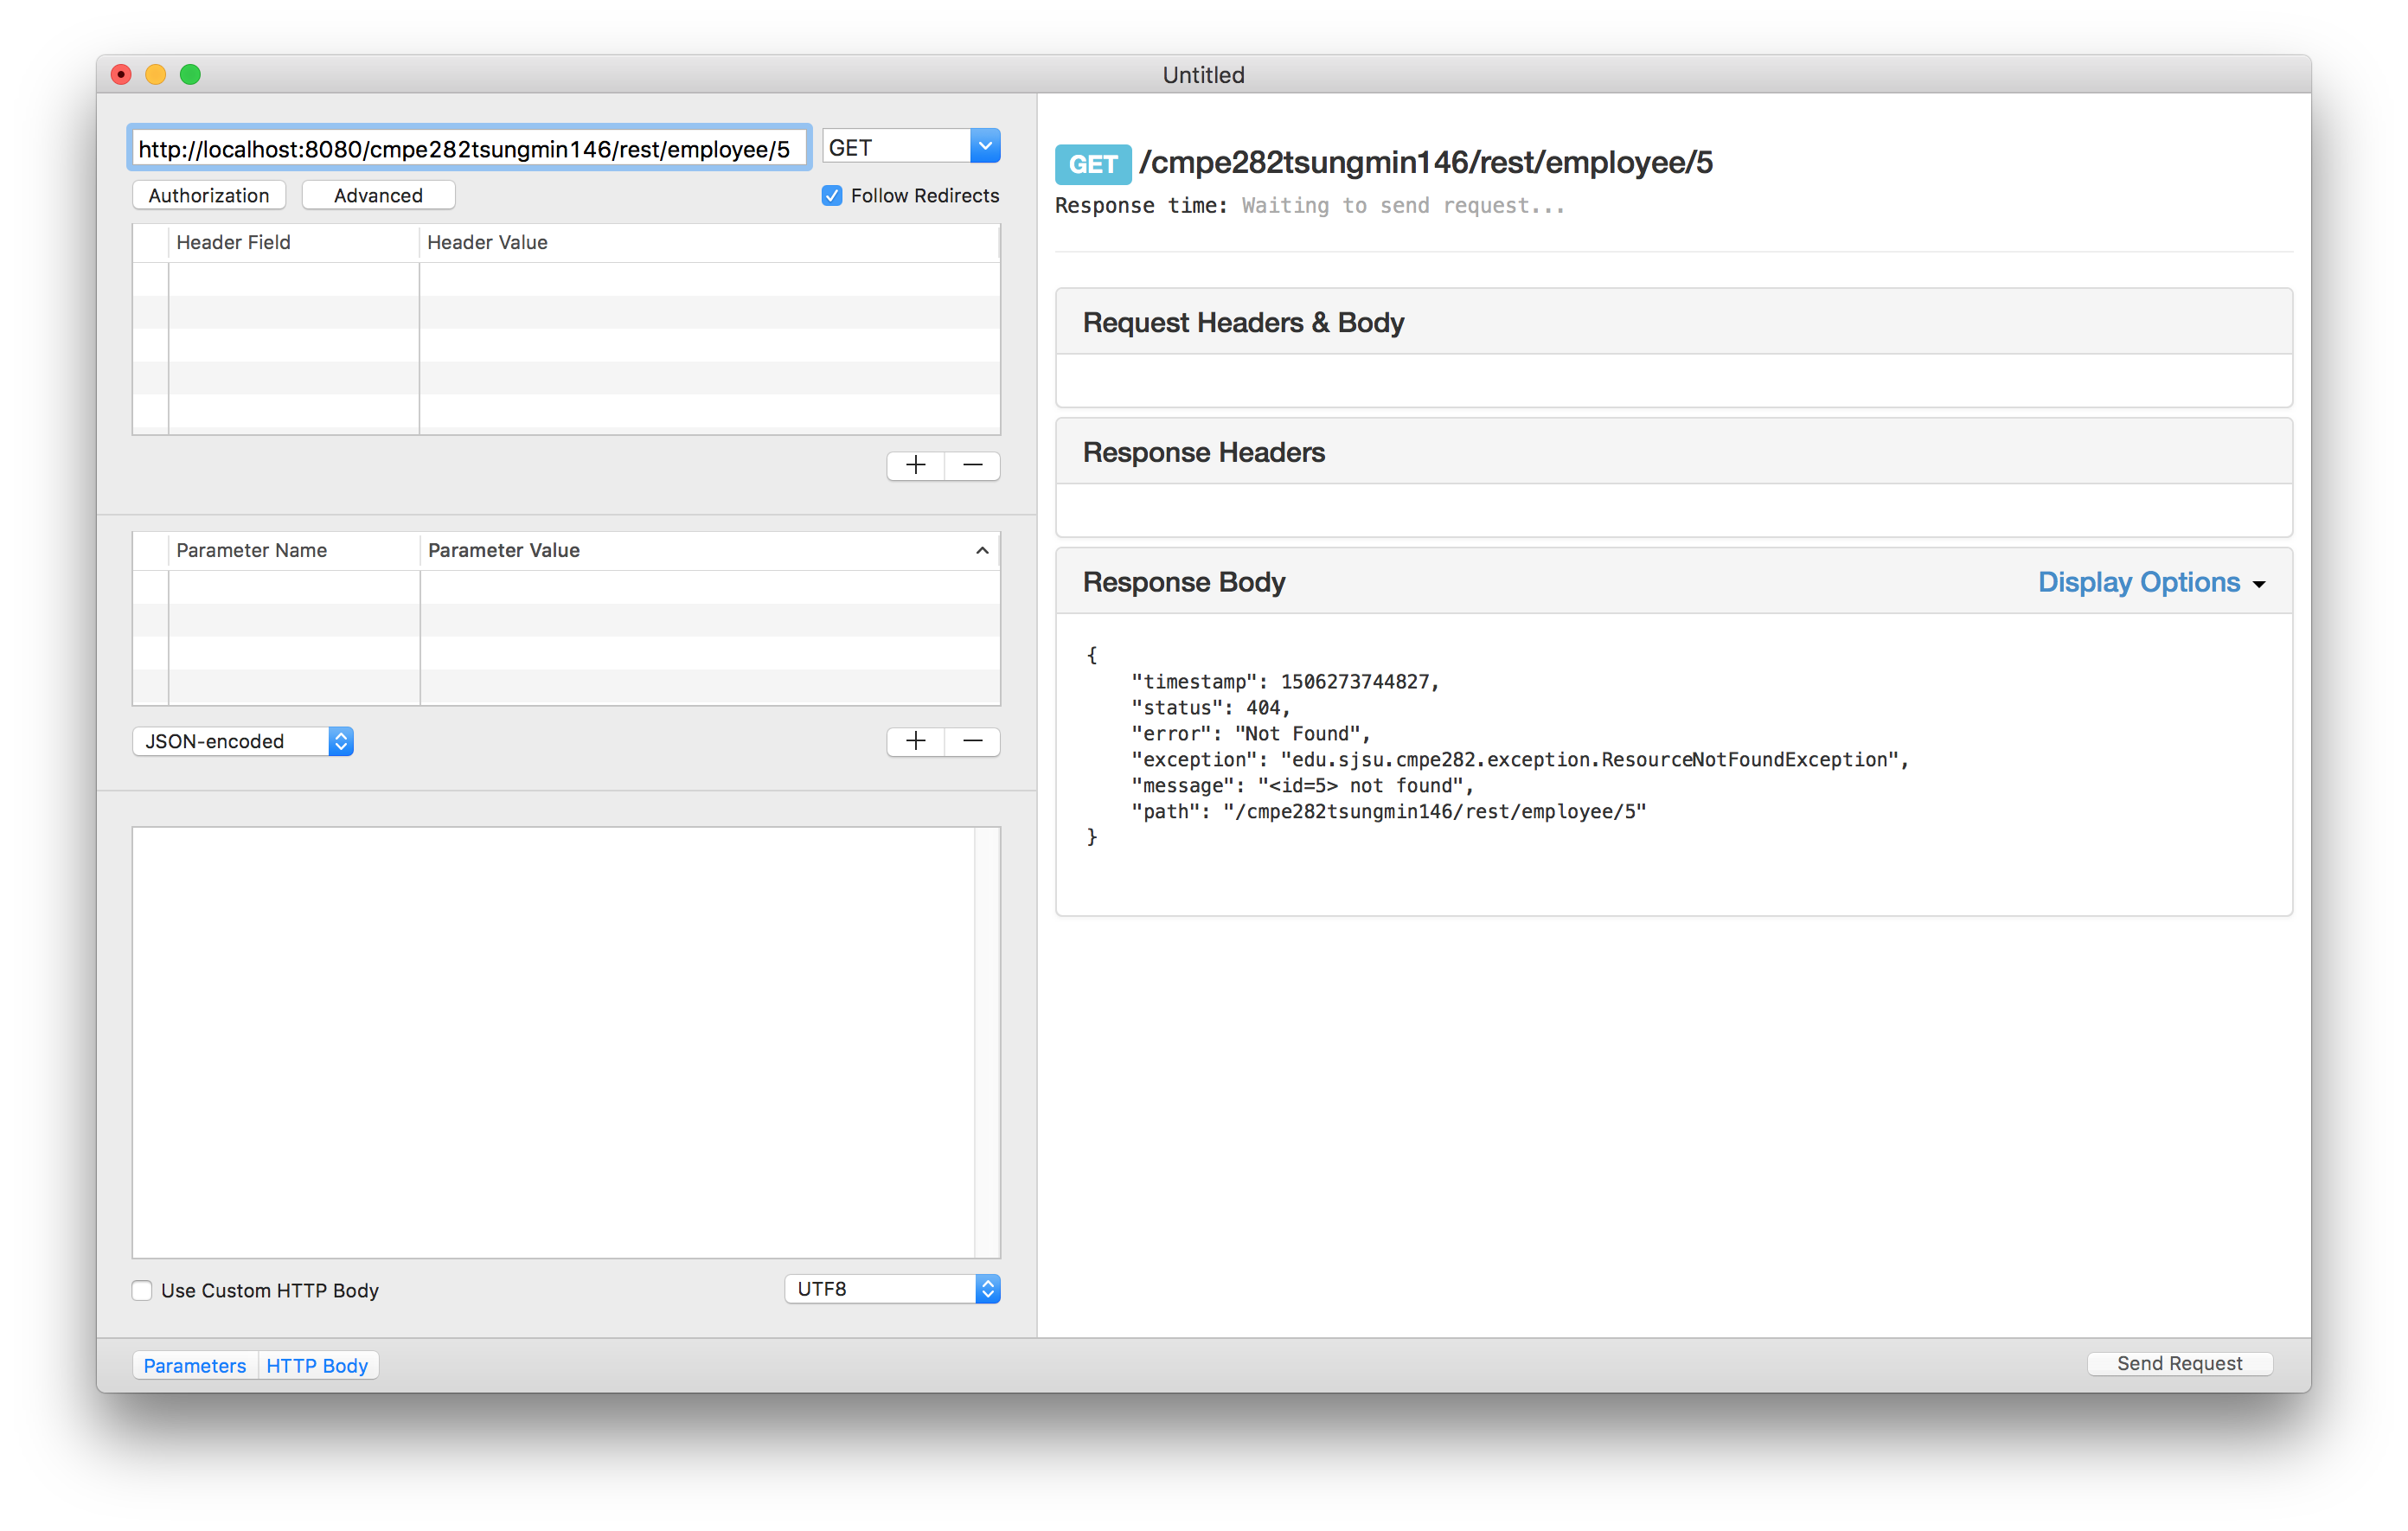 Untitled
http://localhost:8080/cmpe282tsungmin146/rest/employee/5
GET
Authorization
Advanced
Follow Redirects
Header Field
Header Value
Parameter Name
Parameter Value
JSON-encoded
Use Custom HTTP Body
UTF8
Parameters
HTTP Body
GET /cmpe282tsungmin146/rest/employee/5
Response time: Waiting to send request...
Request Headers & Body
Response Headers
Response Body
Display Options
{
"timestamp": 1506273744827,
"status": 404,
"error": "Not Found",
"exception": "edu.sjsu.cmpe282.exception.ResourceNotFoundException",
"message": "<id=5> not found",
"path": "/cmpe282tsungmin146/rest/employee/5"
}
Send Request